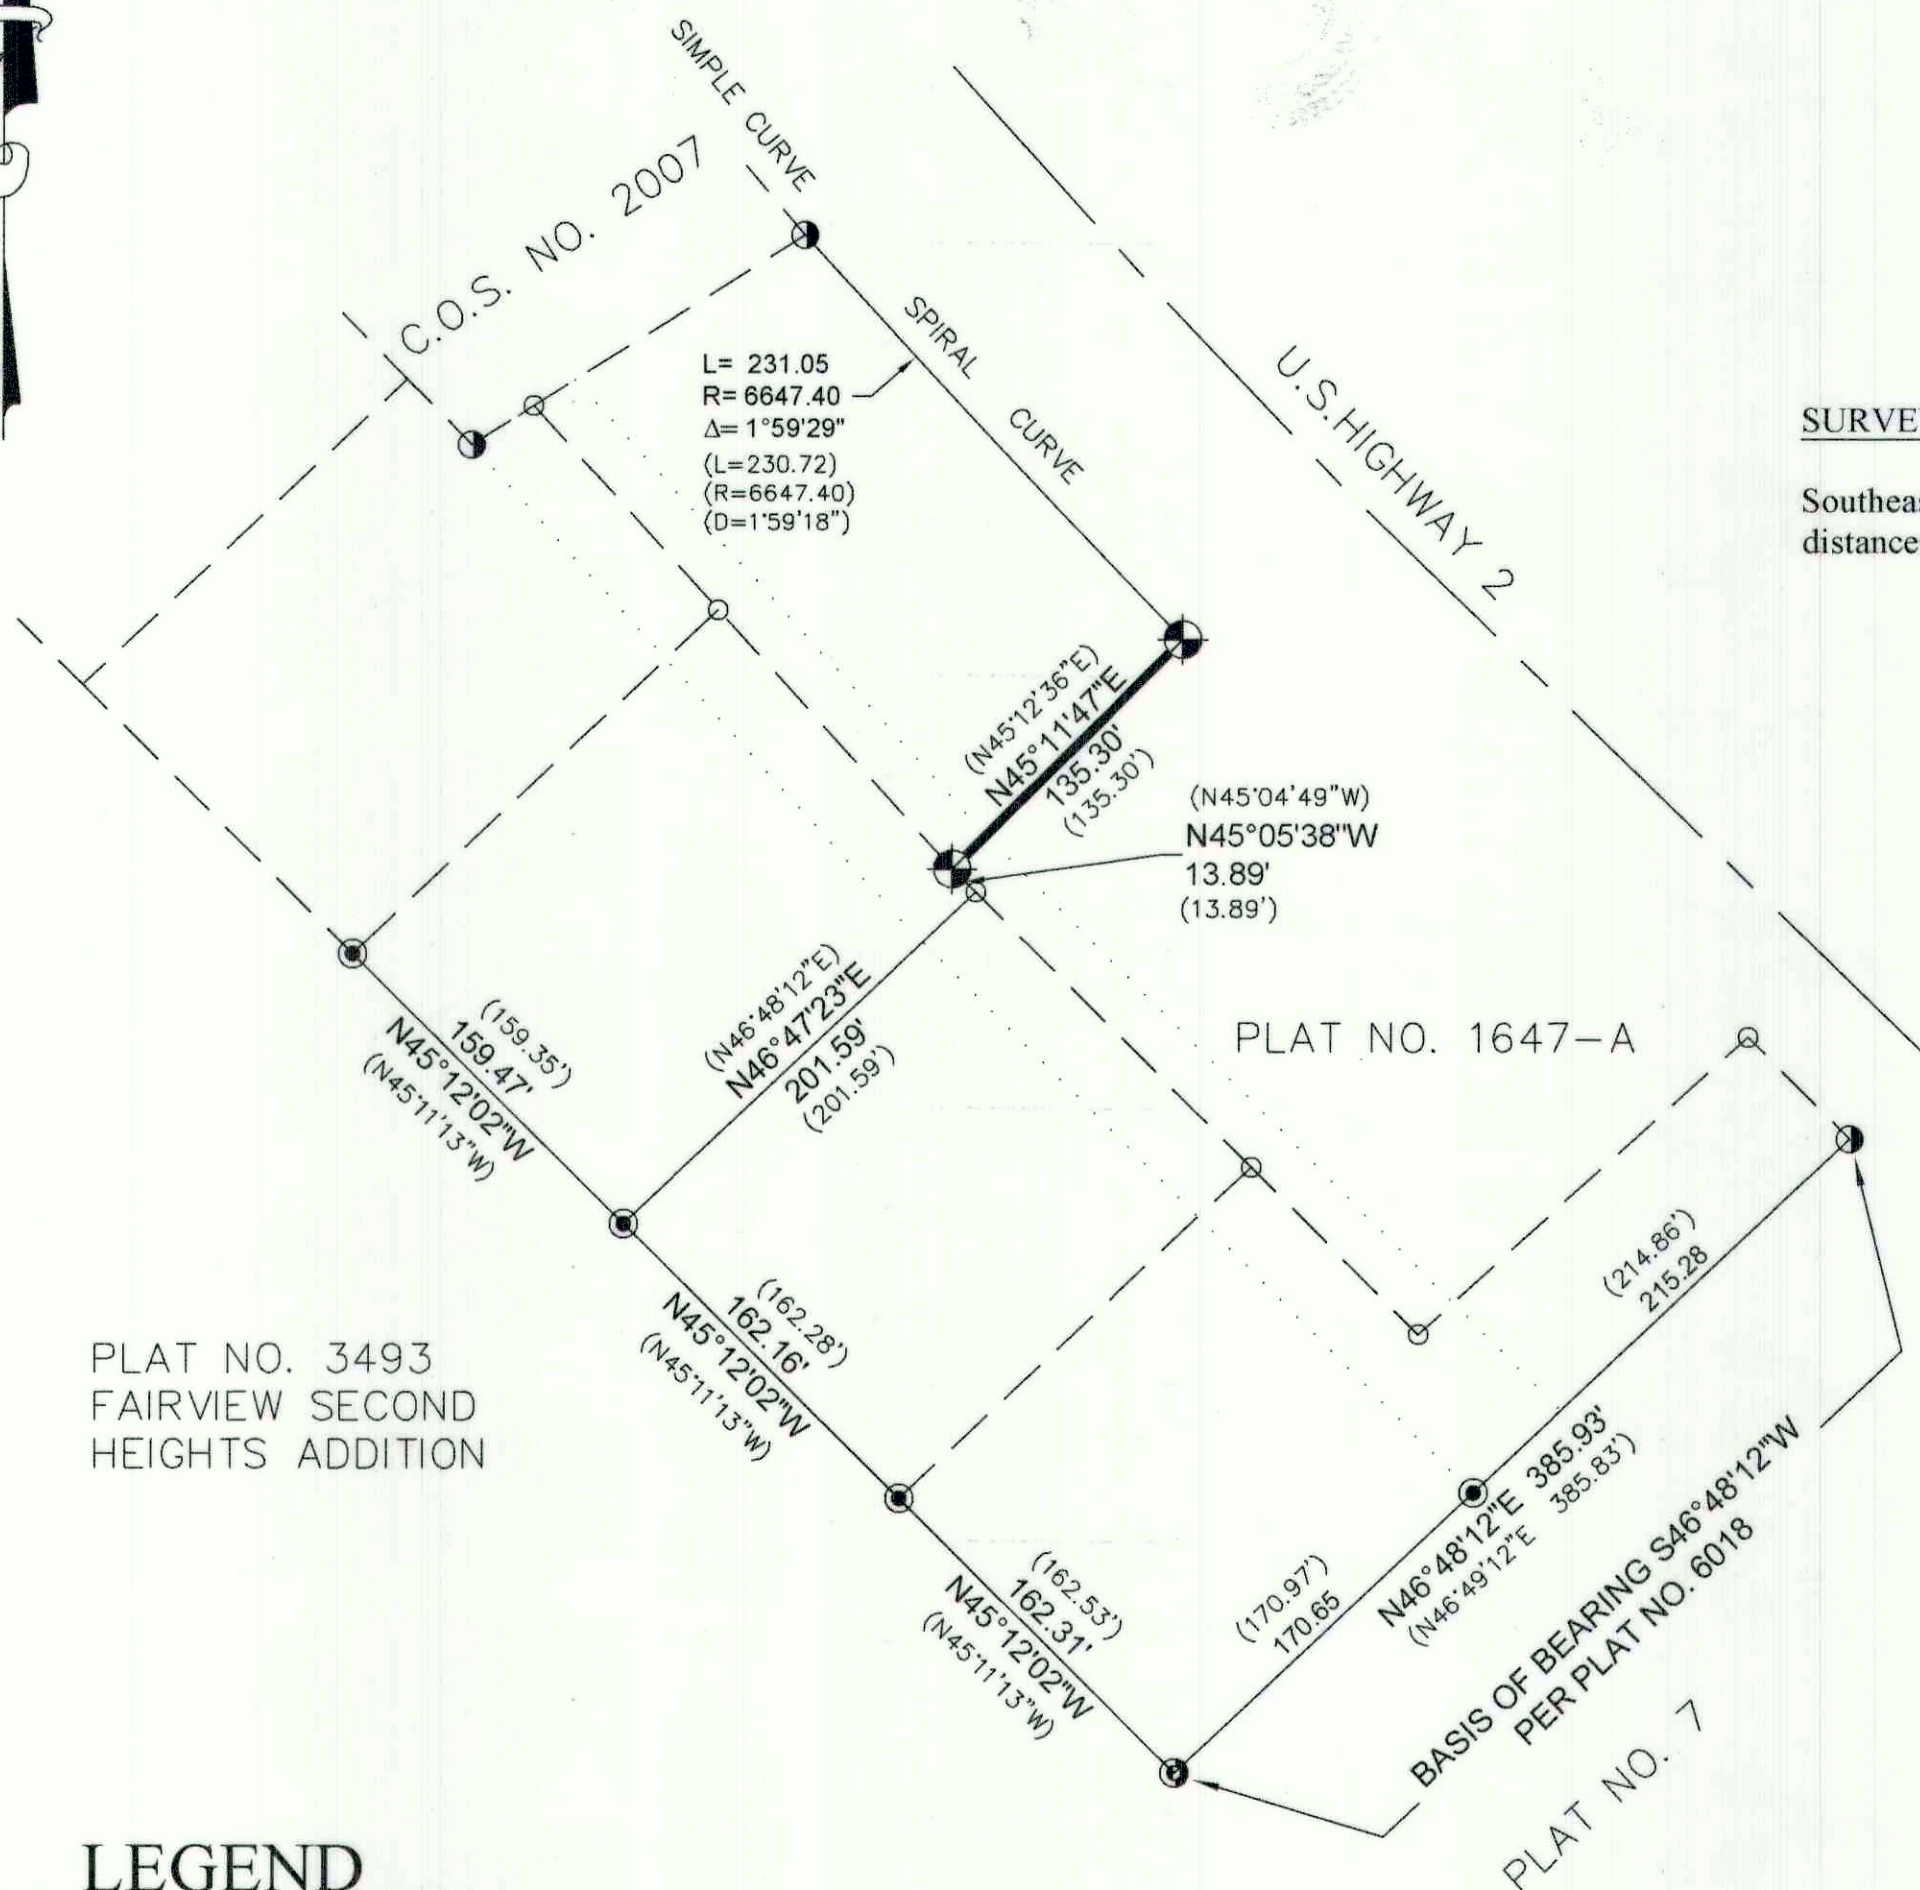 SIMPLE CURVE
C.O.S. NO. 2007
SPIRAL CURVE
L= 231.05
R= 6647.40
Δ= 1°59'29"
(L=230.72)
(R=6647.40)
(D=1°59'18")
U.S.HIGHWAY 2
SURVE
Southeas
distance
(N45°12'36"E)
N45°11'47"E
135.30'
(135.30')
(N45°04'49"W)
N45°05'38"W
13.89'
(13.89')
(N46°48'12"E)
N46°47'23"E
201.59'
(201.59')
(159.35')
159.47'
N45°12'02"W
(N45°11'13"W)
PLAT NO. 1647-A
(162.28')
162.16'
N45°12'02"W
(N45°11'13"W)
(214.86')
215.28
PLAT NO. 3493
FAIRVIEW SECOND
HEIGHTS ADDITION
(162.53')
162.31'
N45°12'02"W
(N45°11'13"W)
(170.97')
170.65
N46°48'12"E 385.93'
(N46°49'12"E 385.83')
BASIS OF BEARING S46°48'12"W
PER PLAT NO. 6018
PLAT NO. 7
LEGEND